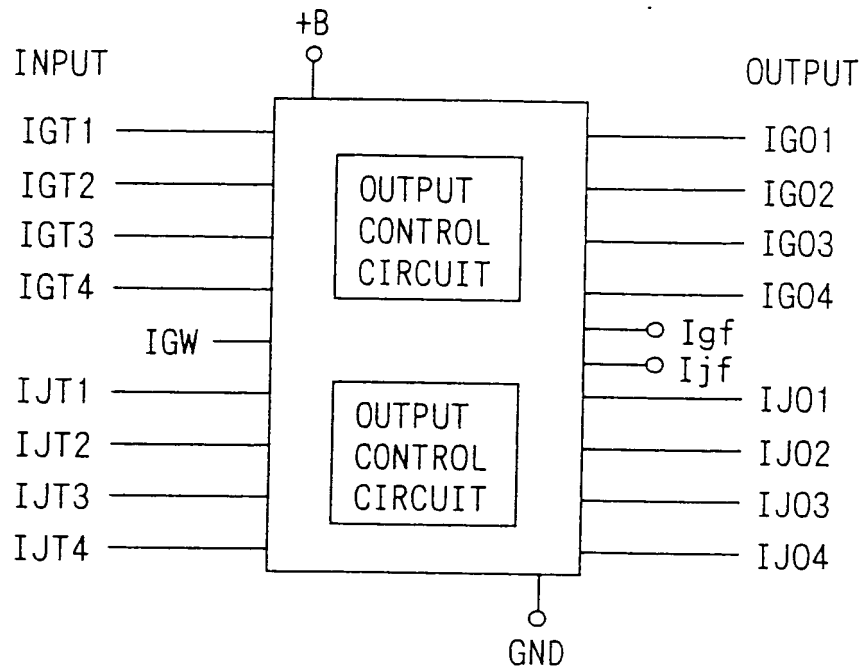 +B
INPUT
OUTPUT
IGT1
IGT2
IGT3
IGT4
IGW
IJT1
IJT2
IJT3
IJT4
OUTPUT
CONTROL
CIRCUIT
OUTPUT
CONTROL
CIRCUIT
IGO1
IGO2
IGO3
IGO4
Igf
Ijf
IJO1
IJO2
IJO3
IJO4
GND